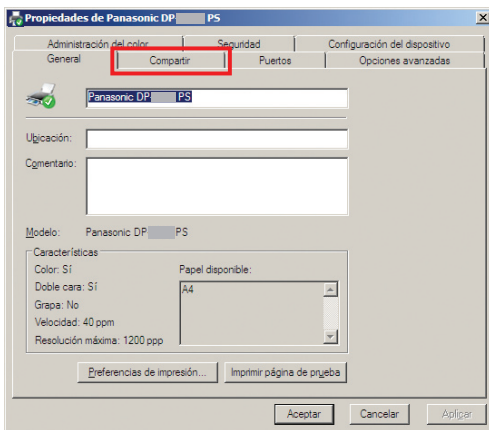 Propiedades de Panasonic DP PS
Administración del color Seguridad Configuración del dispositivo
General Compartir Puertos Opciones avanzadas
Panasonic DP PS
Ubicación:
Comentario:
Modelo: Panasonic DP PS
Características
Color: Sí Papel disponible:
Doble cara: Sí A4
Grapa: No
Velocidad: 40 ppm
Resolución máxima: 1200 ppp
Preferencias de impresión... Imprimir página de prueba
Aceptar Cancelar Aplicar